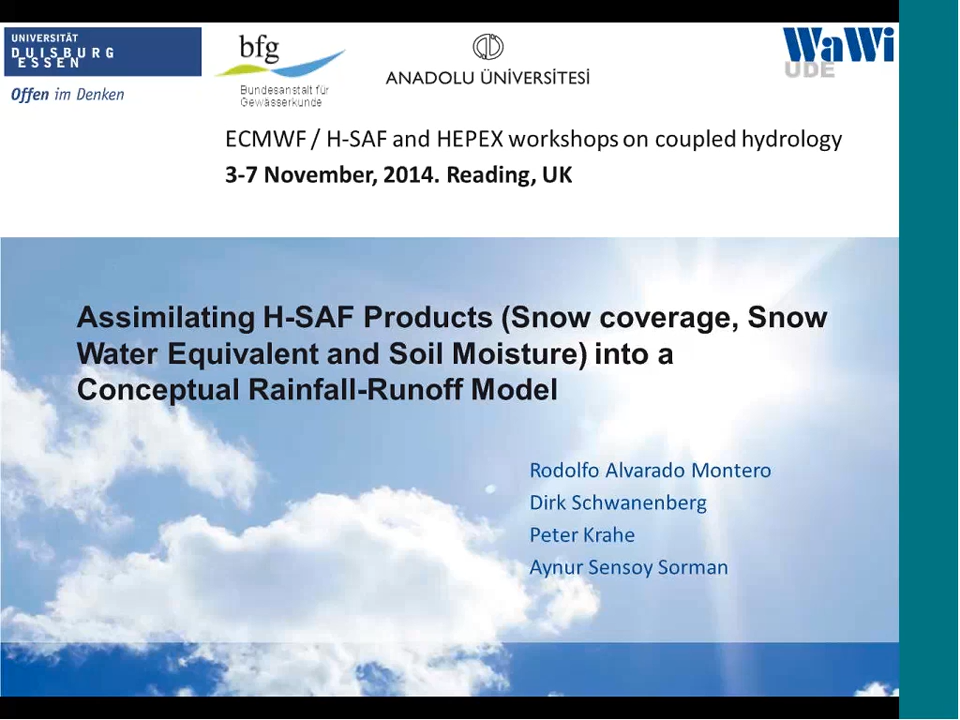 UNIVERSITÄT
DUISBURG
ESSEN
Offen im Denken
bfg
Bundesanstalt für
Gewässerkunde
ANADOLU ÜNİVERSİTESİ
WaWi
UDE
ECMWF / H-SAF and HEPEX workshops on coupled hydrology
3-7 November, 2014. Reading, UK
Assimilating H-SAF Products (Snow coverage, Snow
Water Equivalent and Soil Moisture) into a
Conceptual Rainfall-Runoff Model
Rodolfo Alvarado Montero
Dirk Schwanenberg
Peter Krahe
Aynur Sensoy Sorman